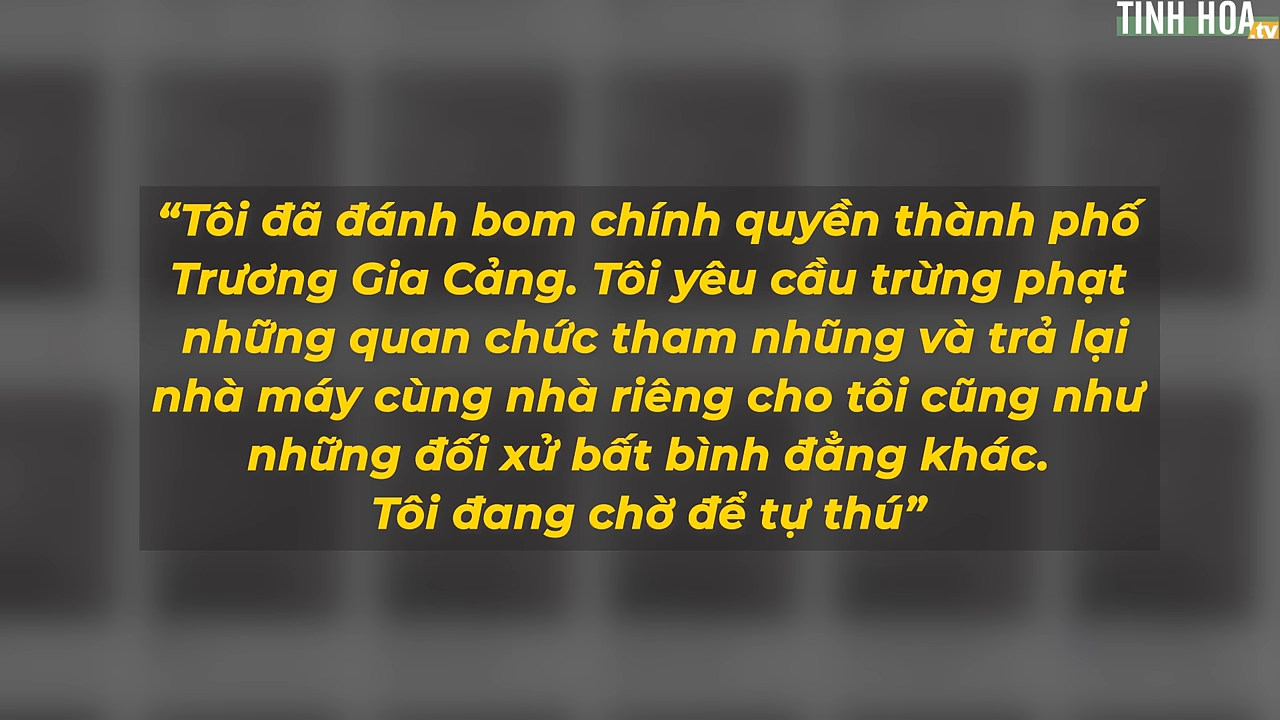 TINH HOA.tv
“Tôi đã đánh bom chính quyền thành phố
Trương Gia Cảng. Tôi yêu cầu trừng phạt
những quan chức tham nhũng và trả lại
nhà máy cùng nhà riêng cho tôi cũng như
những đối xử bất bình đẳng khác.
Tôi đang chờ để tự thú”